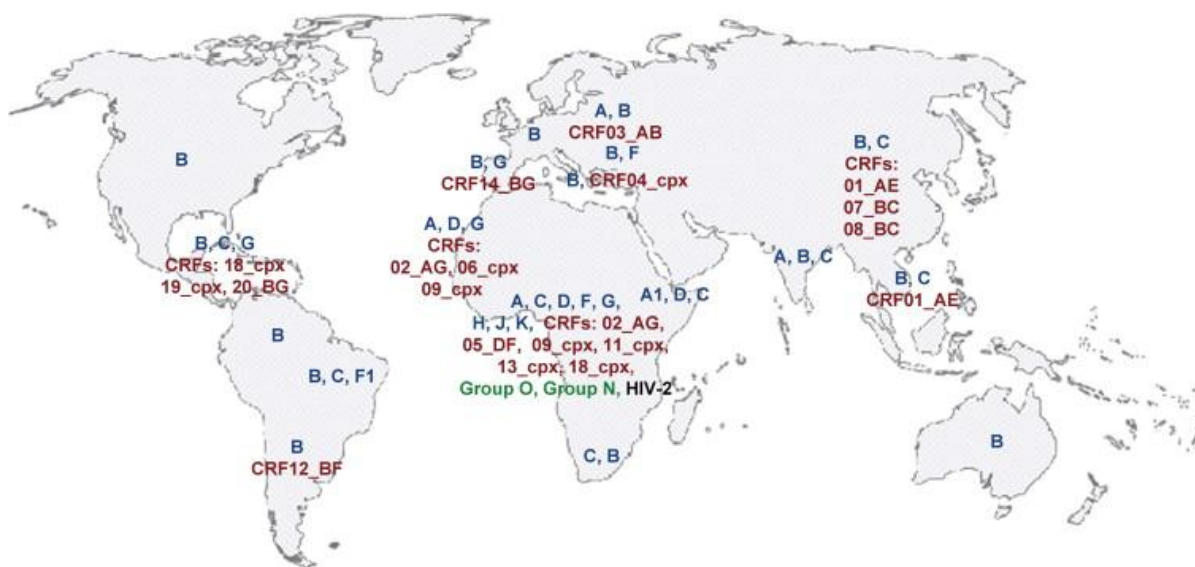 A, B
CRF03_AB
B
B, F
B, G
CRF14_BG
B, CRF04_cpx
B, C
CRFs:
01_AE
07_BC
08_BC
B
B, C, G
CRFs: 18_cpx
19_cpx, 20_BG
A, D, G
CRFs:
02_AG, 06_cpx
09_cpx
A, B, C
B, C
CRF01_AE
A1, D, C
A, C, D, F, G,
H, J, K, CRFs: 02_AG,
05_DF, 09_cpx, 11_cpx,
13_cpx, 18_cpx,
Group O, Group N, HIV-2
B
B, C, F1
B
CRF12_BF
C, B
B